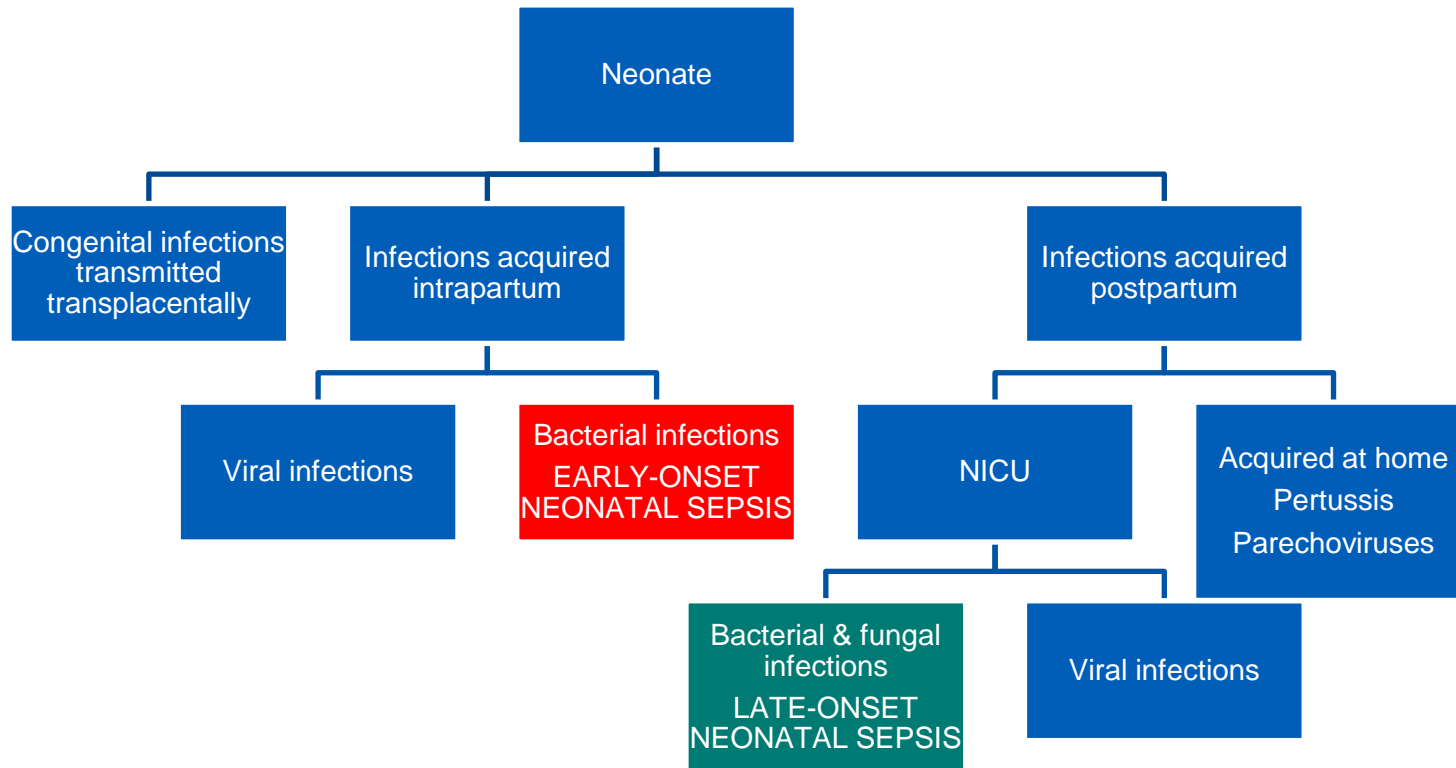 Neonate
Congenital infections
transmitted
transplacentally
Infections acquired
intrapartum
Infections acquired
postpartum
Viral infections
Bacterial infections
EARLY-ONSET
NEONATAL SEPSIS
NICU
Acquired at home
Pertussis
Parechoviruses
Bacterial & fungal
infections
LATE-ONSET
NEONATAL SEPSIS
Viral infections